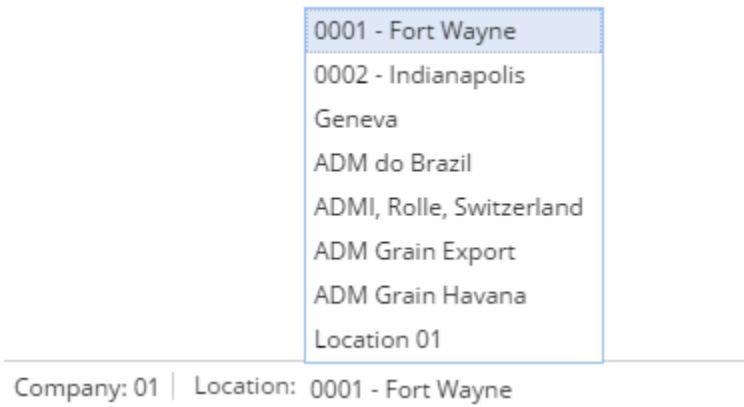 0001 - Fort Wayne
0002 - Indianapolis
Geneva
ADM do Brazil
ADMI, Rolle, Switzerland
ADM Grain Export
ADM Grain Havana
Location 01
Company: 01 Location: 0001 - Fort Wayne